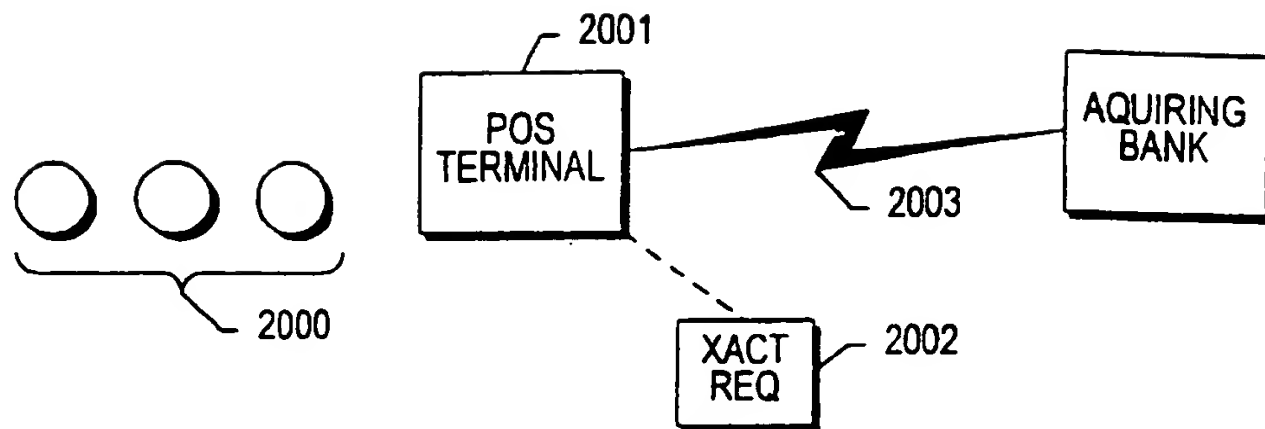 2001
POS
TERMINAL
AQUIRING
BANK
2003
2000
XACT
REQ
2002